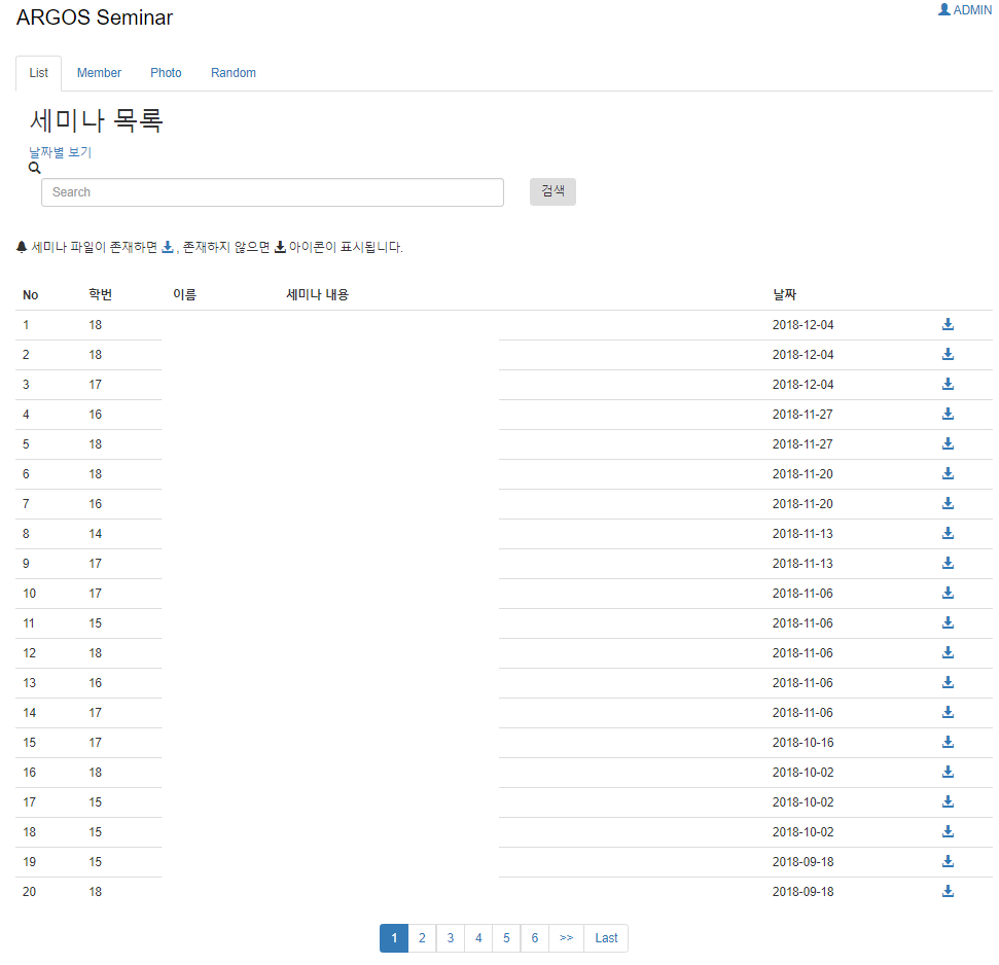 ARGOS Seminar
ADMIN
List Member Photo Random
세미나 목록
날짜별 보기
Search 검색
세미나 파일이 존재하면 , 존재하지 않으면 아이콘이 표시됩니다.
No 학번 이름 세미나 내용 날짜
1 18 2018-12-04
2 18 2018-12-04
3 17 2018-12-04
4 16 2018-11-27
5 18 2018-11-27
6 18 2018-11-20
7 16 2018-11-20
8 14 2018-11-13
9 17 2018-11-13
10 17 2018-11-06
11 15 2018-11-06
12 18 2018-11-06
13 16 2018-11-06
14 17 2018-11-06
15 17 2018-10-16
16 18 2018-10-02
17 15 2018-10-02
18 15 2018-10-02
19 15 2018-09-18
20 18 2018-09-18
1 2 3 4 5 6 >> Last